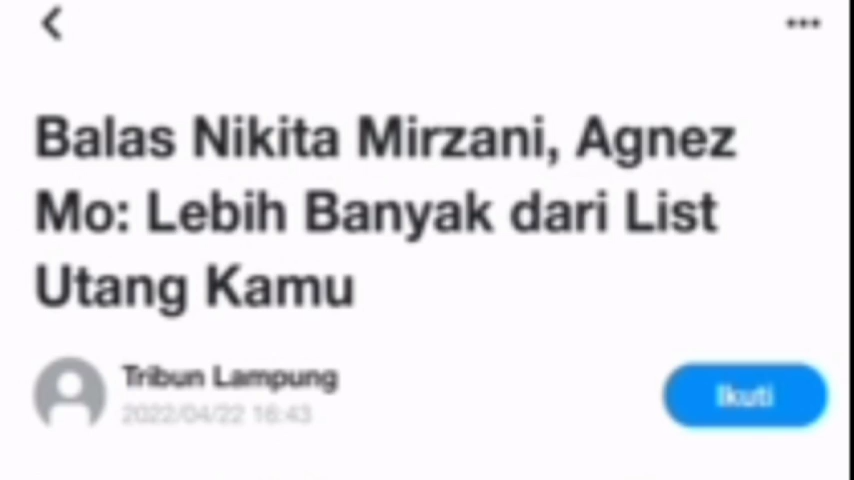 Balas Nikita Mirzani, Agnez
Mo: Lebih Banyak dari List
Utang Kamu
Tribun Lampung
2022/04/22 16:43
Ikuti